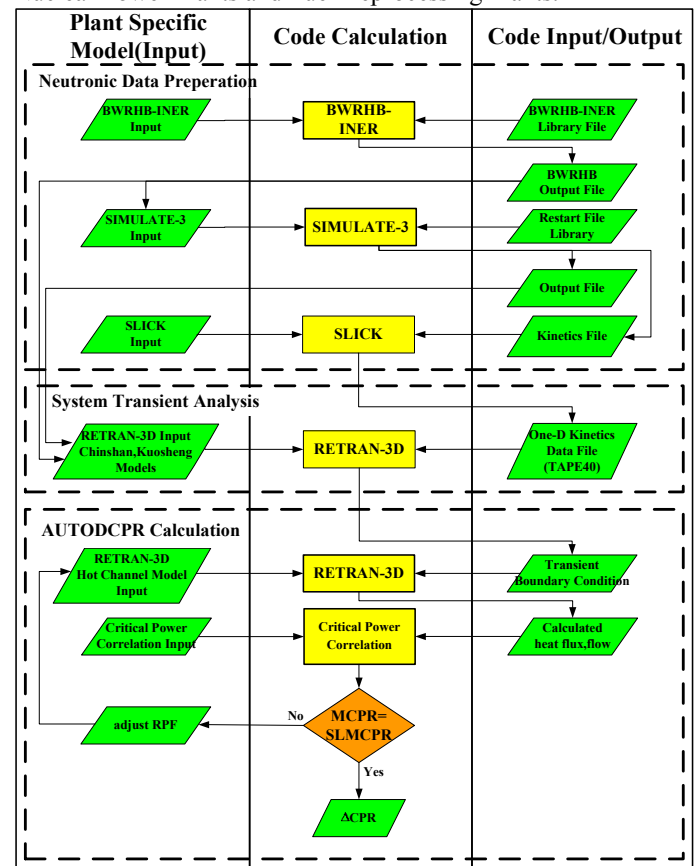 Plant Specific
Model(Input)
Code Calculation
Code Input/Output
Neutronic Data Preperation
BWRHB-INER
Input
BWRHB-
INER
BWRHB-INER
Library File
BWRHB
Output File
SIMULATE-3
Input
SIMULATE-3
Restart File
Library
Output File
SLICK
Input
SLICK
Kinetics File
System Transient Analysis
RETRAN-3D Input
Chinshan,Kuosheng
Models
RETRAN-3D
One-D Kinetics
Data File
(TAPE40)
AUTODCPR Calculation
RETRAN-3D
Hot Channel Model
Input
RETRAN-3D
Transient
Boundary Condition
Critical Power
Correlation Input
Critical Power
Correlation
Calculated
heat flux,flow
adjust RPF
No
MCPR=
SLMCPR
Yes
ΔCPR